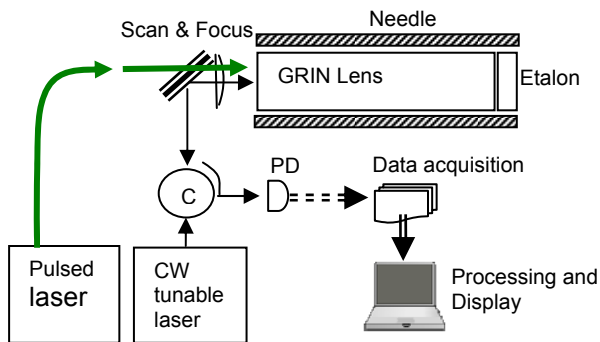 Scan & Focus
Needle
GRIN Lens
Etalon
C
PD
Data acquisition
Pulsed
laser
CW
tunable
laser
Processing and
Display